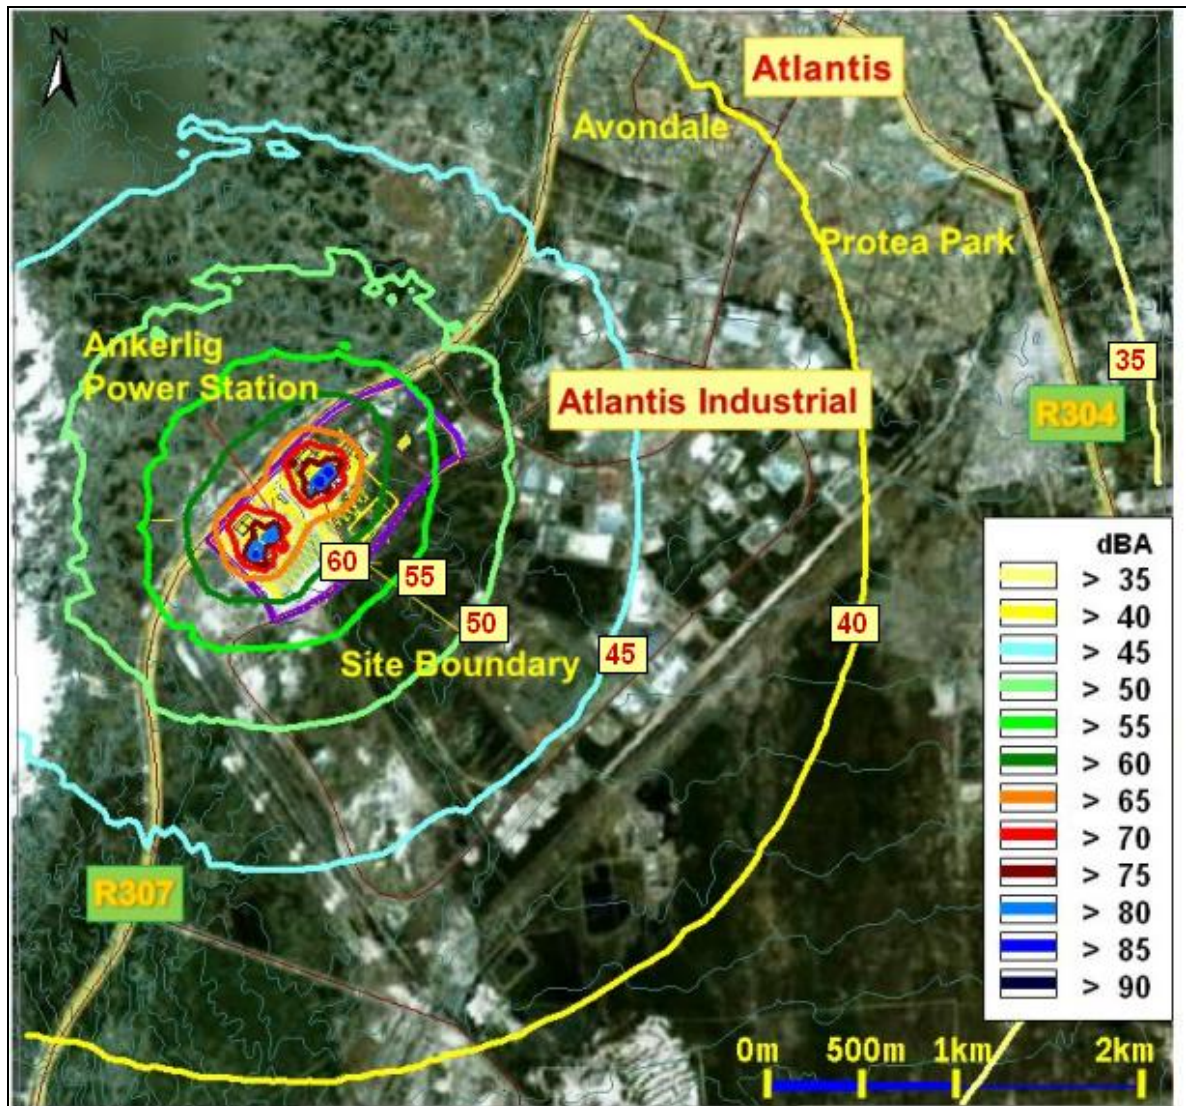 N
Atlantis
Avondale
Protea Park
Ankerlig
Power Station
35
Atlantis Industrial
R304
60
55
50
45
40
Site Boundary
R307
dBA
> 35
> 40
> 45
> 50
> 55
> 60
> 65
> 70
> 75
> 80
> 85
> 90
0m 500m 1km 2km